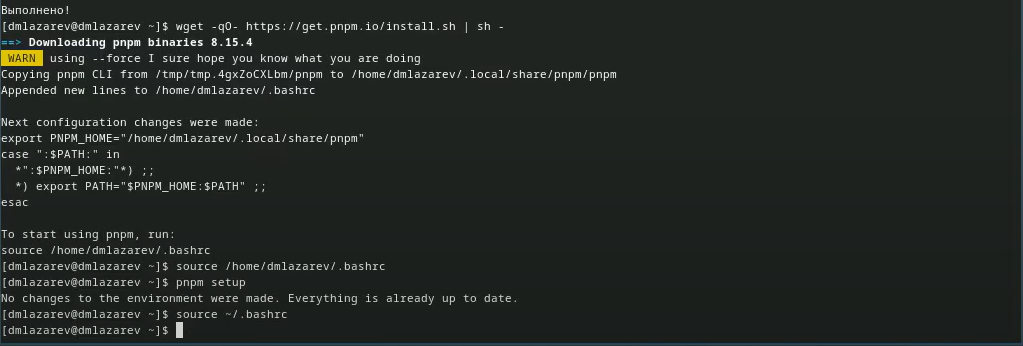 Выполнено!
[dmlazarev@dmlazarev ~]$ wget -qO- https://get.pnpm.io/install.sh | sh -
==> Downloading pnpm binaries 8.15.4
 WARN  using --force I sure hope you know what you are doing
Copying pnpm CLI from /tmp/tmp.4gxZoCXLbm/pnpm to /home/dmlazarev/.local/share/pnpm/pnpm
Appended new lines to /home/dmlazarev/.bashrc

Next configuration changes were made:
export PNPM_HOME="/home/dmlazarev/.local/share/pnpm"
case ":$PATH:" in
  *":$PNPM_HOME:"*) ;;
  *) export PATH="$PNPM_HOME:$PATH" ;;
esac

To start using pnpm, run:
source /home/dmlazarev/.bashrc
[dmlazarev@dmlazarev ~]$ source /home/dmlazarev/.bashrc
[dmlazarev@dmlazarev ~]$ pnpm setup
No changes to the environment were made. Everything is already up to date.
[dmlazarev@dmlazarev ~]$ source ~/.bashrc
[dmlazarev@dmlazarev ~]$